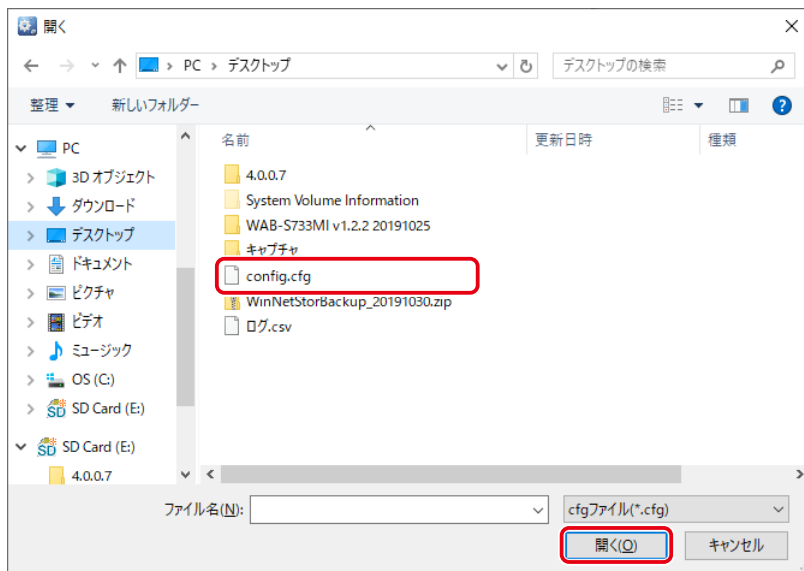 開く
PC > デスクトップ
デスクトップの検索
整理 新しいフォルダー
名前 更新日時 種類
PC
3D オブジェクト
ダウンロード
デスクトップ
ドキュメント
ピクチャ
ビデオ
ミュージック
OS (C:)
SD Card (E:)
SD Card (E:)
4.0.0.7
4.0.0.7
System Volume Information
WAB-S733MI v1.2.2 20191025
キャプチャ
config.cfg
WinNetStorBackup_20191030.zip
ログ.csv
ファイル名(N):
cfgファイル(*.cfg)
開く(O) キャンセル